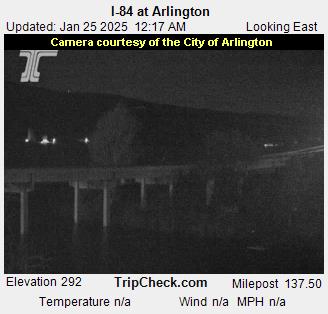 I-84 at Arlington
Updated: Jan 25 2025 12:17 AM Looking East
Camera courtesy of the City of Arlington
Elevation 292 TripCheck.com Milepost 137.50
Temperature n/a Wind n/a MPH n/a